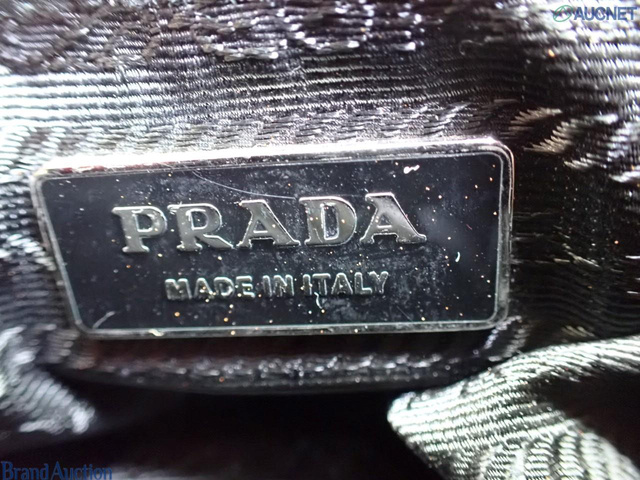 AUCNET
PRADA
MADE IN ITALY
Brand Auction